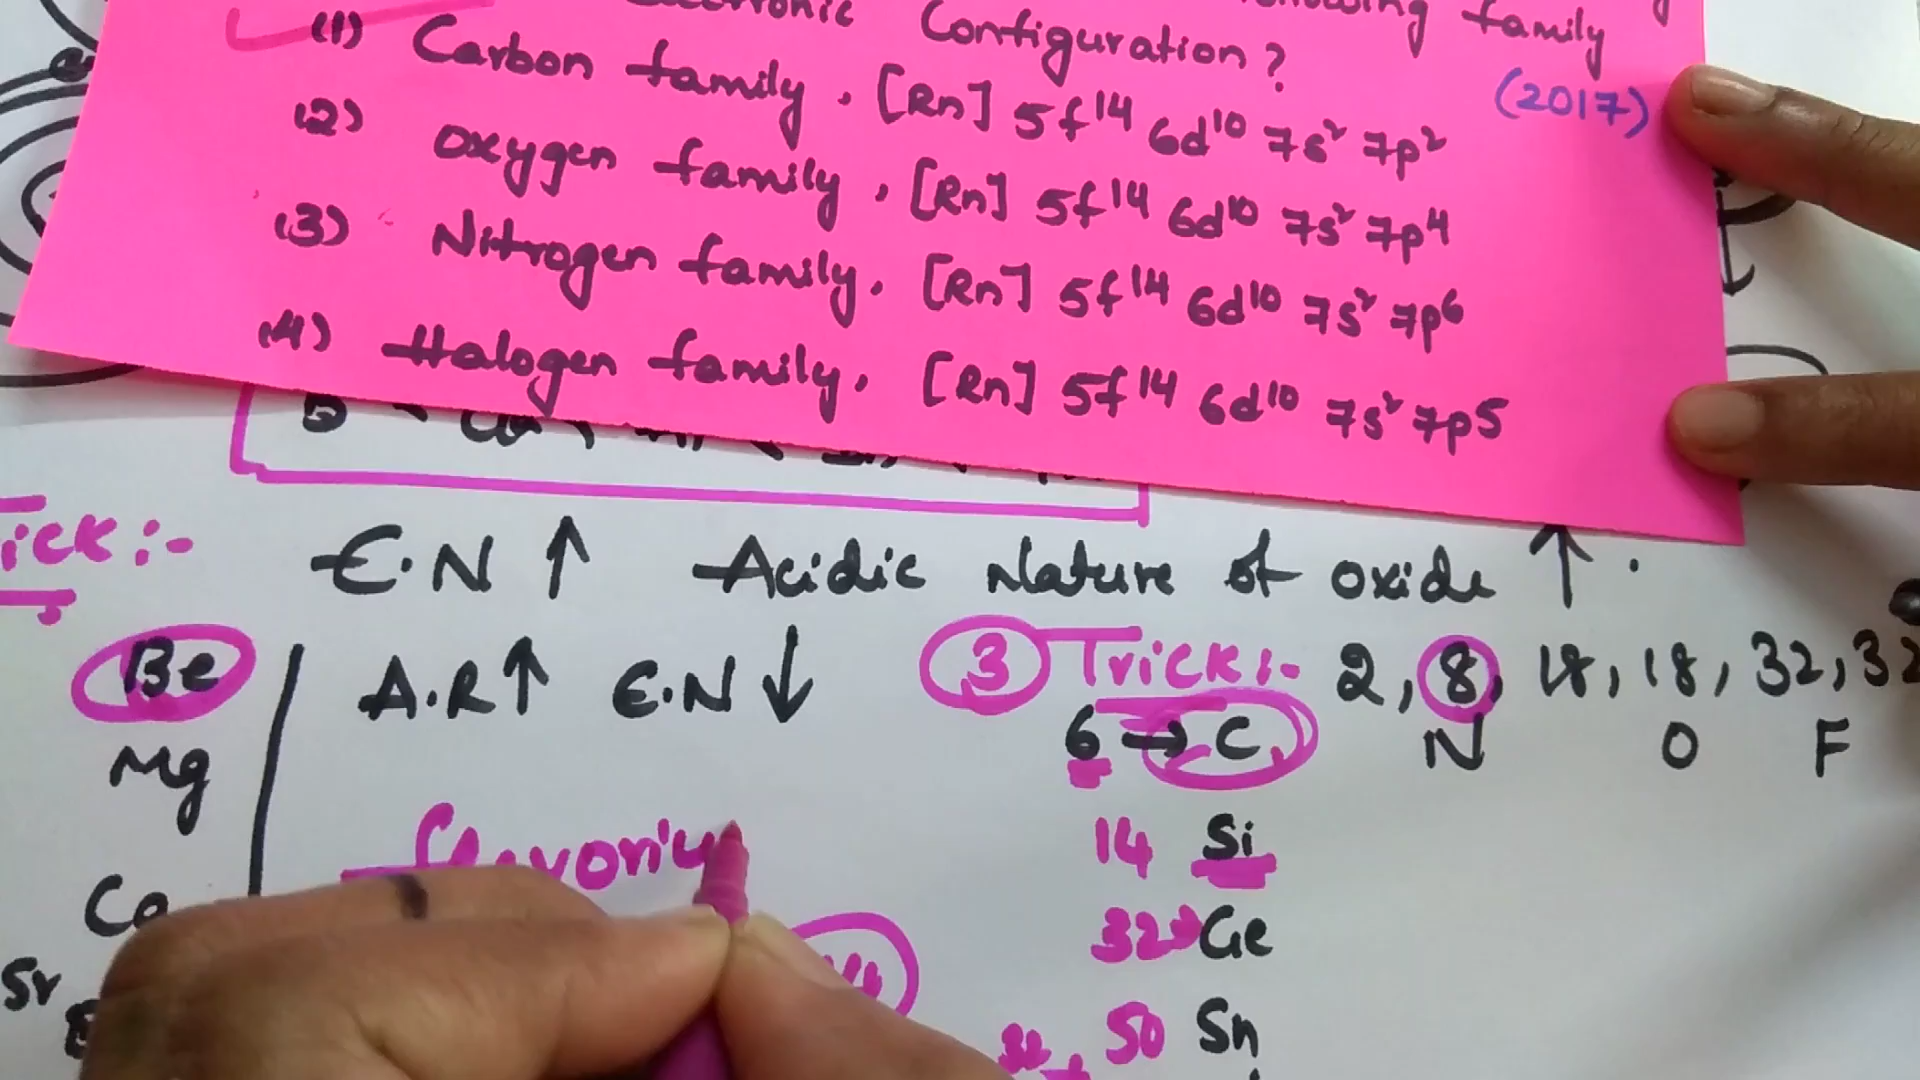 Configuration?
family
(1) Carbon family, [Rn] 5f14 6d10 7s2 7p2
(2017)
(2) Oxygen family, [Rn] 5f14 6d10 7s2 7p4
(3) Nitrogen family, [Rn] 5f14 6d10 7s2 7p6
(4) Halogen family, [Rn] 5f14 6d10 7s2 7p5
E.N ↑ Acidic Nature of oxide ↑.
Be
A.R ↑ E.N ↓
3 Trick:- 2, 8, 18, 18, 32, 32
6 → C N O F
Mg
14 Si
Ca
32 Ge
Sr
50 Sn
32